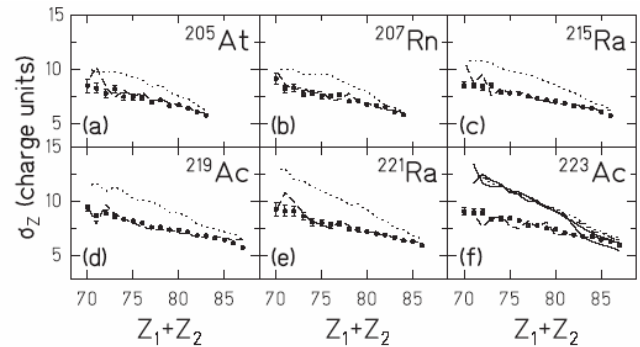 15
²⁰⁵At
²⁰⁷Rn
²¹⁵Ra
10
5
(a)
(b)
(c)
15
²¹⁹Ac
²²¹Ra
²²³Ac
10
5
(d)
(e)
(f)
σ_Z (charge units)
70 75 80 85 70 75 80 85 70 75 80 85
Z₁+Z₂ Z₁+Z₂ Z₁+Z₂